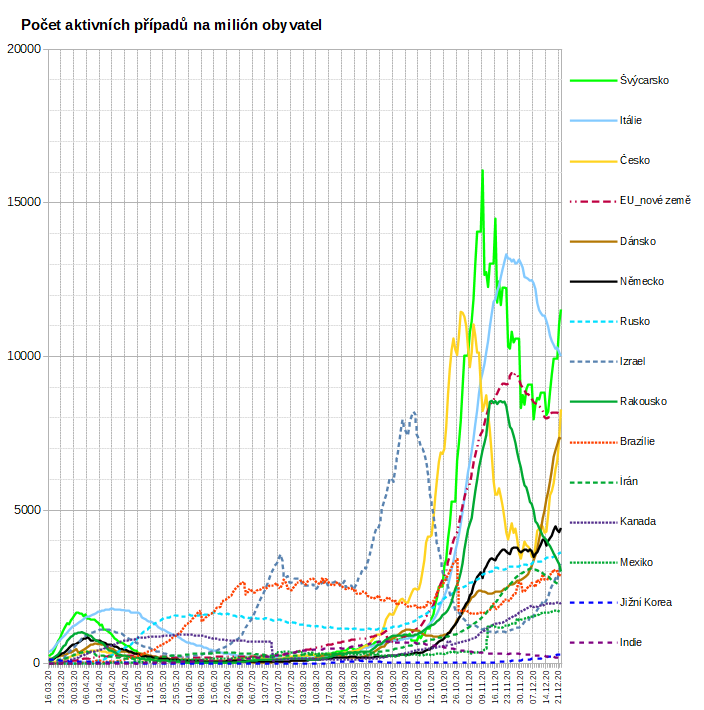 Počet aktivních případů na milión obyvatel
20000
15000
10000
5000
0
16.03.20
23.03.20
30.03.20
06.04.20
13.04.20
20.04.20
27.04.20
04.05.20
11.05.20
18.05.20
25.05.20
01.06.20
08.06.20
15.06.20
22.06.20
29.06.20
06.07.20
13.07.20
20.07.20
27.07.20
03.08.20
10.08.20
17.08.20
24.08.20
31.08.20
07.09.20
14.09.20
21.09.20
28.09.20
05.10.20
12.10.20
19.10.20
26.10.20
02.11.20
09.11.20
16.11.20
23.11.20
30.11.20
07.12.20
14.12.20
21.12.20
Švýcarsko
Itálie
Česko
EU_nové země
Dánsko
Německo
Rusko
Izrael
Rakousko
Brazílie
Írán
Kanada
Mexiko
Jižní Korea
Indie